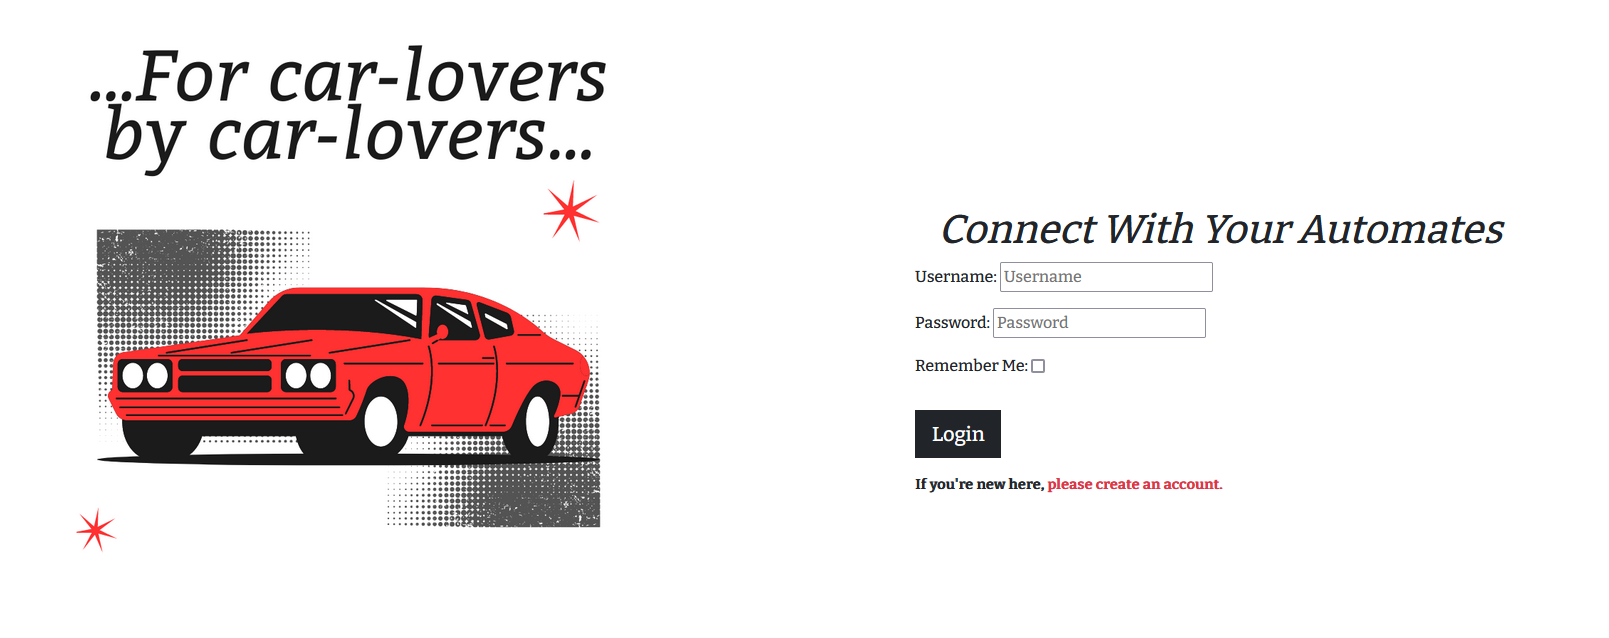 ...For car-lovers
by car-lovers...
Connect With Your Automates
Username: Username
Password: Password
Remember Me:
Login
If you're new here, please create an account.